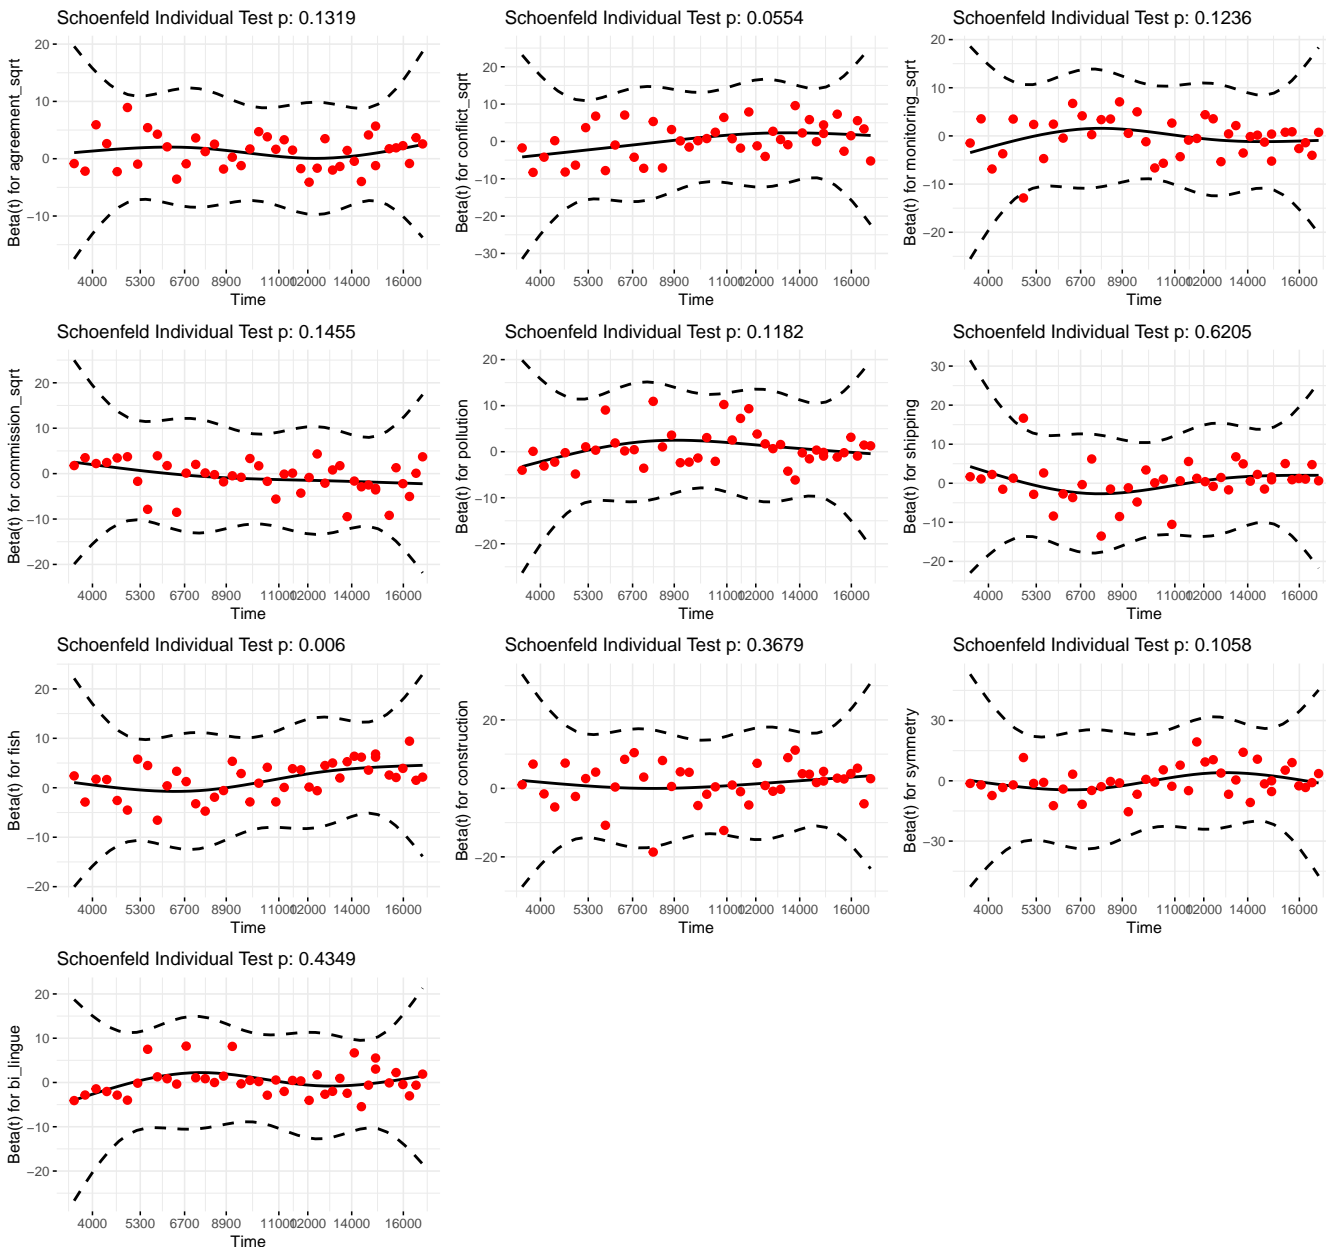 Schoenfeld Individual Test p: 0.1319
Beta(t) for agreement_sqrt
20
10
0
−10
4000 5300 6700 8900 11000 12000 14000 16000
Time
Schoenfeld Individual Test p: 0.0554
Beta(t) for conflict_sqrt
20
10
0
−10
−20
−30
4000 5300 6700 8900 11000 12000 14000 16000
Time
Schoenfeld Individual Test p: 0.1236
Beta(t) for monitoring_sqrt
20
10
0
−10
−20
4000 5300 6700 8900 11000 12000 14000 16000
Time
Schoenfeld Individual Test p: 0.1455
Beta(t) for commission_sqrt
20
10
0
−10
−20
4000 5300 6700 8900 11000 12000 14000 16000
Time
Schoenfeld Individual Test p: 0.1182
Beta(t) for pollution
20
10
0
−10
−20
4000 5300 6700 8900 11000 12000 14000 16000
Time
Schoenfeld Individual Test p: 0.6205
Beta(t) for shipping
30
20
10
0
−10
−20
4000 5300 6700 8900 11000 12000 14000 16000
Time
Schoenfeld Individual Test p: 0.006
Beta(t) for fish
20
10
0
−10
−20
4000 5300 6700 8900 11000 12000 14000 16000
Time
Schoenfeld Individual Test p: 0.3679
Beta(t) for construction
20
0
−20
4000 5300 6700 8900 11000 12000 14000 16000
Time
Schoenfeld Individual Test p: 0.1058
Beta(t) for symmetry
30
0
−30
4000 5300 6700 8900 11000 12000 14000 16000
Time
Schoenfeld Individual Test p: 0.4349
Beta(t) for bi_lingue
20
10
0
−10
−20
4000 5300 6700 8900 11000 12000 14000 16000
Time